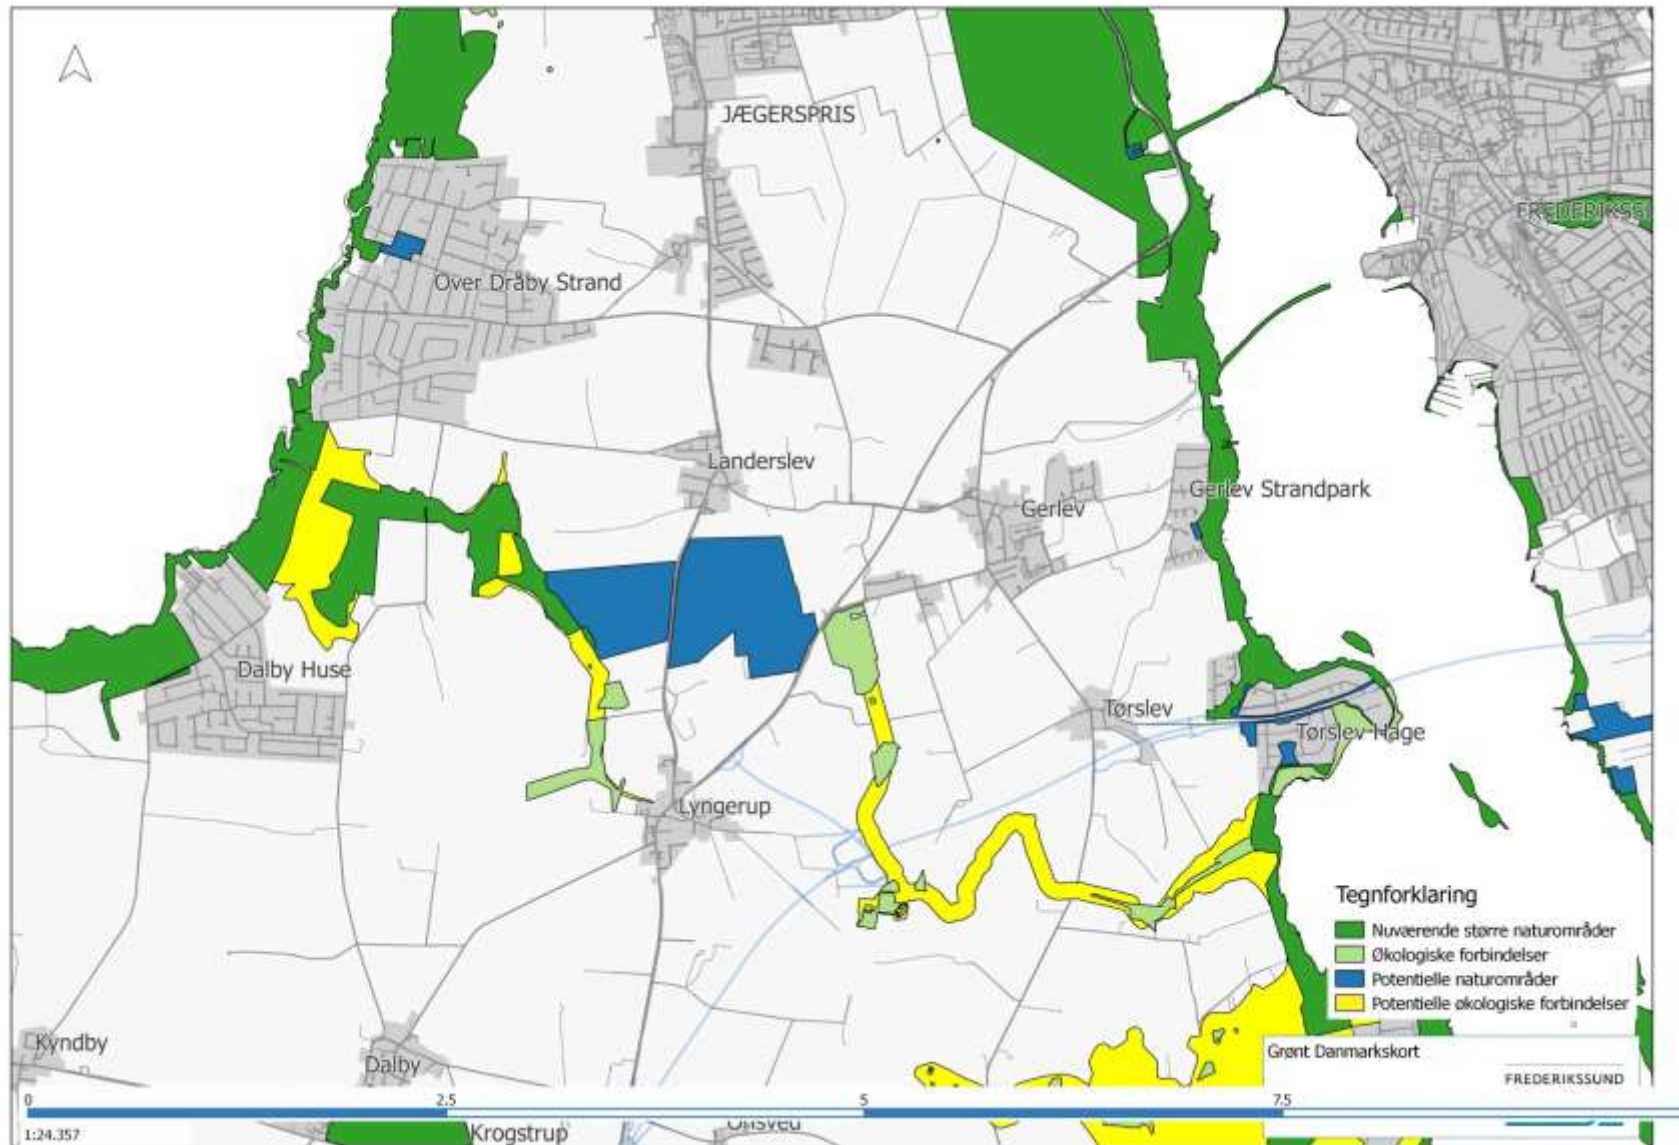 JÆGERSPRIS
Over Dråby Strand
Landerslev
Gerlev
Gerlev Strandpark
Dalby Huse
Tørslev
Tørslev Hage
Lyngerup
Tegnforklaring
Nuværende større naturområder
Økologiske forbindelser
Potentielle naturområder
Potentielle økologiske forbindelser
Kyndby
Dalby
Grønt Danmarkskort
FREDERIKSSUND
0 2.5 5 7.5
1:24.357
Krogstrup